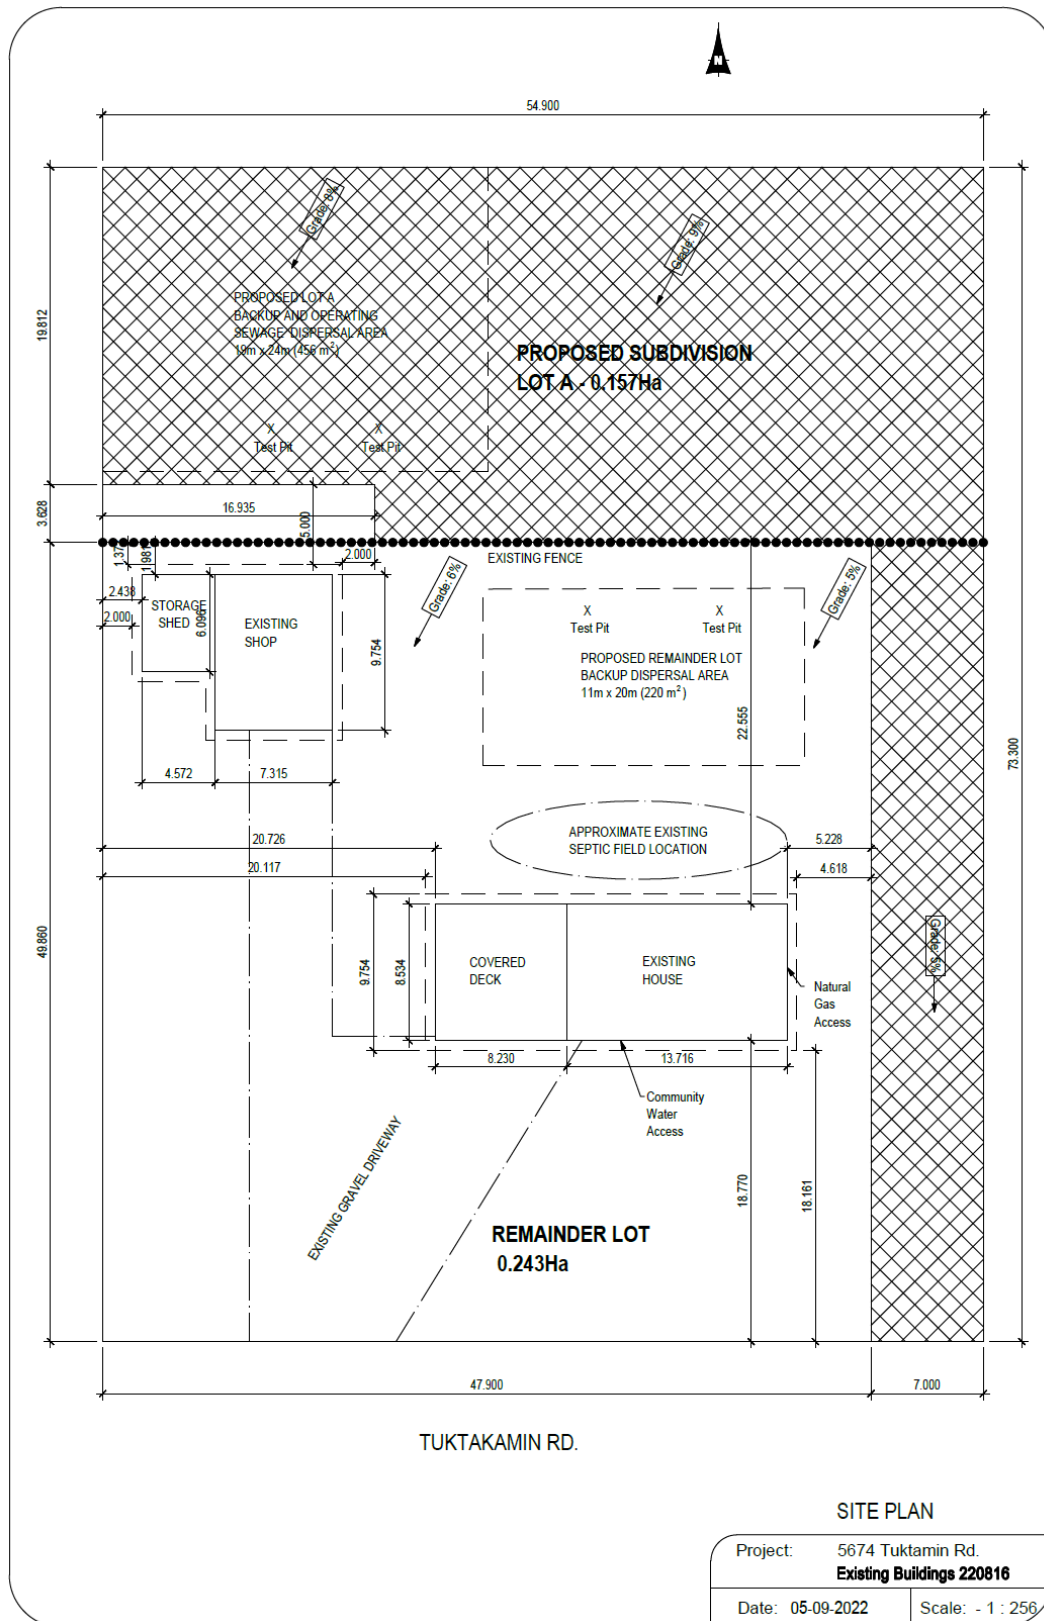 N
54.900
Grade: 8%
Grade: 9%
19.812
PROPOSED LOT A
BACKUP AND OPERATING
SEWAGE DISPERSAL AREA
19m x 24m (456 m²)
PROPOSED SUBDIVISION
LOT A - 0.157Ha
X
Test Pit
X
Test Pit
3.628
16.935
5.000
EXISTING FENCE
1.37
1.981
2.000
Grade: 6%
Grade: 5%
2.438
2.000
STORAGE
SHED
6.096
EXISTING
SHOP
9.754
X
Test Pit
X
Test Pit
PROPOSED REMAINDER LOT
BACKUP DISPERSAL AREA
11m x 20m (220 m²)
22.555
73.300
4.572
7.315
20.726
APPROXIMATE EXISTING
SEPTIC FIELD LOCATION
5.228
20.117
4.618
49.860
9.754
8.534
COVERED
DECK
EXISTING
HOUSE
Grade: 5%
Natural
Gas
Access
8.230
13.716
Community
Water
Access
EXISTING GRAVEL DRIVEWAY
18.770
18.161
REMAINDER LOT
0.243Ha
47.900
7.000
TUKTAKAMIN RD.
SITE PLAN
Project: 5674 Tuktamin Rd.
Existing Buildings 220816
Date: 05-09-2022 Scale: - 1 : 256